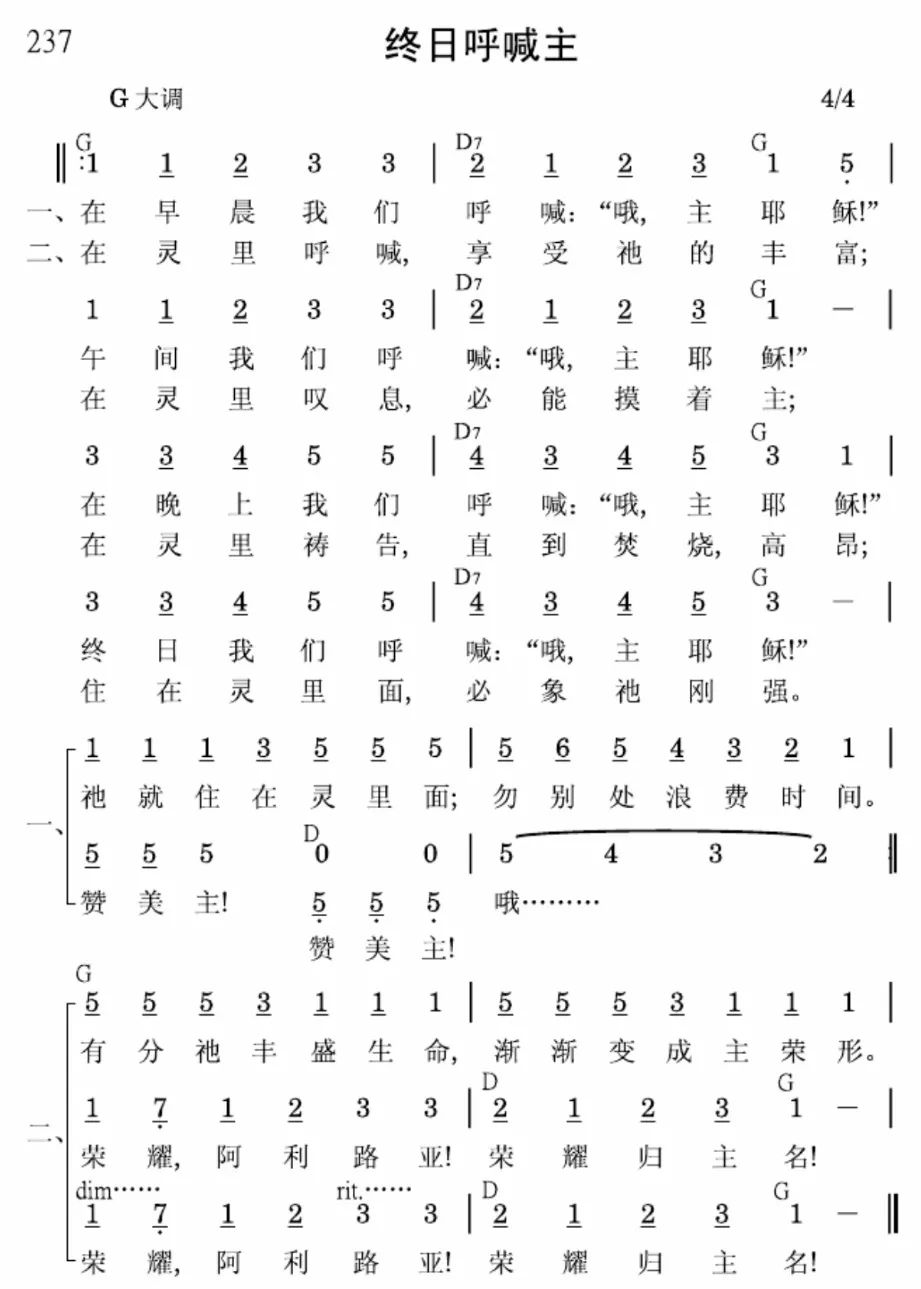 237
终日呼喊主
G 大调 4/4
G D7 G
‖:1 1 2 3 3 | 2 1 2 3 1 5 |
一、在 早 晨 我 们 呼 喊：“哦, 主 耶 稣!”
二、在 灵 里 呼 喊, 享 受 祂 的 丰 富;
D7 G
1 1 2 3 3 | 2 1 2 3 1 － |
午 间 我 们 呼 喊：“哦, 主 耶 稣!”
在 灵 里 叹 息, 必 能 摸 着 主;
D7 G
3 3 4 5 5 | 4 3 4 5 3 1 |
在 晚 上 我 们 呼 喊：“哦, 主 耶 稣!”
在 灵 里 祷 告, 直 到 焚 烧, 高 昂;
D7 G
3 3 4 5 5 | 4 3 4 5 3 － |
终 日 我 们 呼 喊：“哦, 主 耶 稣!”
住 在 灵 里 面, 必 象 祂 刚 强。
1 1 1 3 5 5 5 | 5 6 5 4 3 2 1 |
祂 就 住 在 灵 里 面; 勿 别 处 浪 费 时 间。
一、
D
5 5 5 0 0 | 5 4 3 2 :‖
赞 美 主! 5 5 5 哦………
赞 美 主!
G
5 5 5 3 1 1 1 | 5 5 5 3 1 1 1 |
有 分 祂 丰 盛 生 命, 渐 渐 变 成 主 荣 形。
D G
1 7 1 2 3 3 | 2 1 2 3 1 － |
二、
荣 耀, 阿 利 路 亚! 荣 耀 归 主 名!
dim…… rit.…… D G
1 7 1 2 3 3 | 2 1 2 3 1 － ‖
荣 耀, 阿 利 路 亚! 荣 耀 归 主 名!